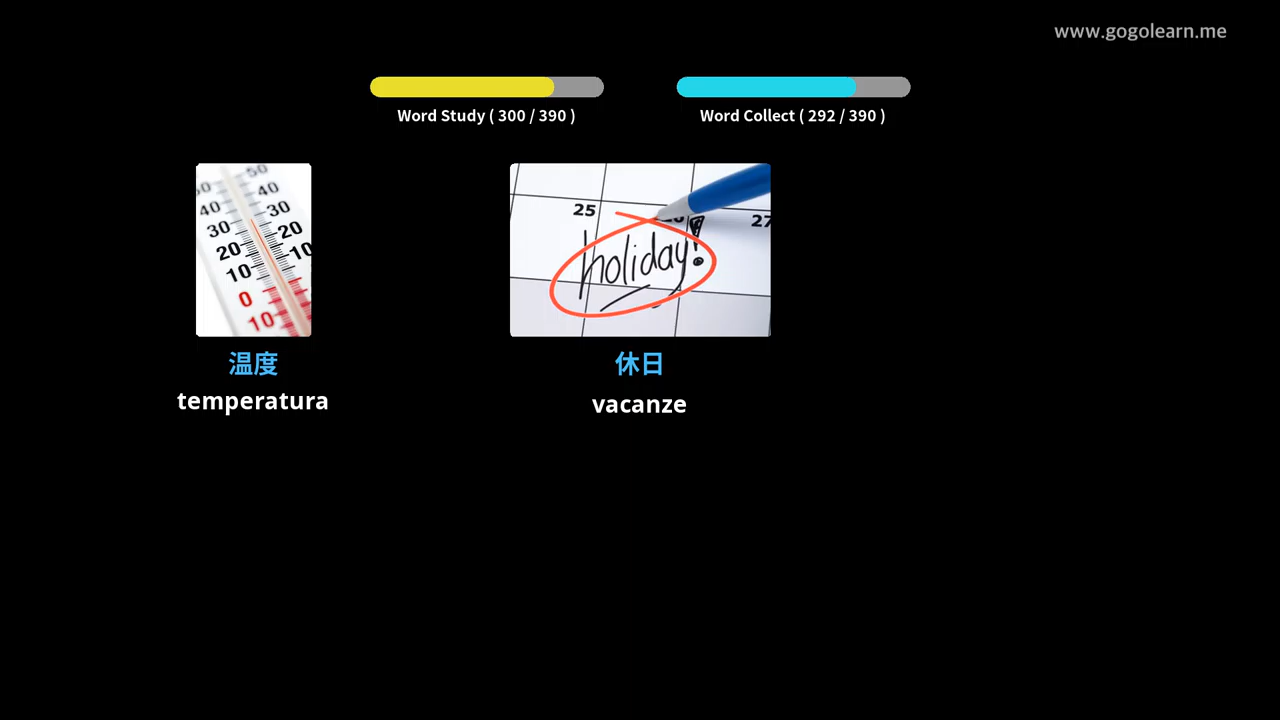 www.gogolearn.me
Word Study ( 300 / 390 )
Word Collect ( 292 / 390 )
50
50 40
40 30
30 20
20 10
10
0
10
25 27
holiday!
温度
休日
temperatura
vacanze